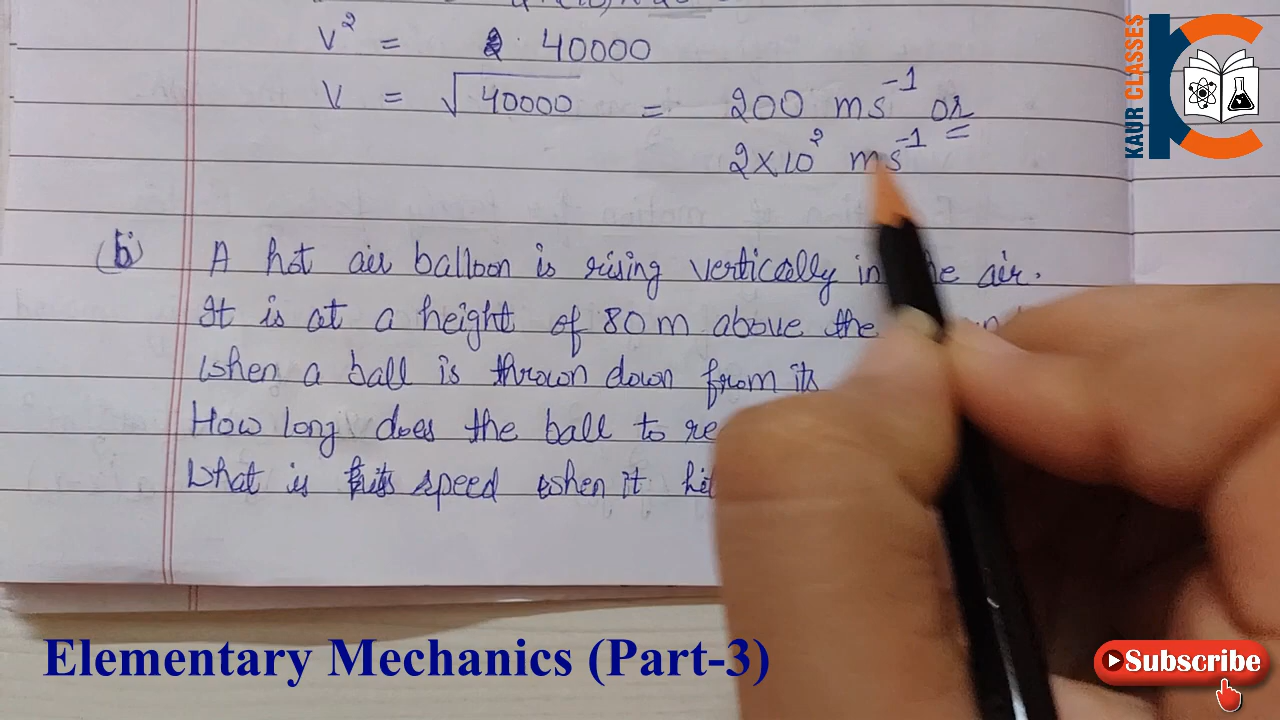 V² = 40000
V = √40000 = 200 ms⁻¹ or
2×10² ms⁻¹
(b) A hot air balloon is rising vertically in the air.
It is at a height of 80m above the
when a ball is thrown down from its
How long does the ball to re
What is its speed when it hit
Elementary Mechanics (Part-3)
KAUR CLASSES
Subscribe